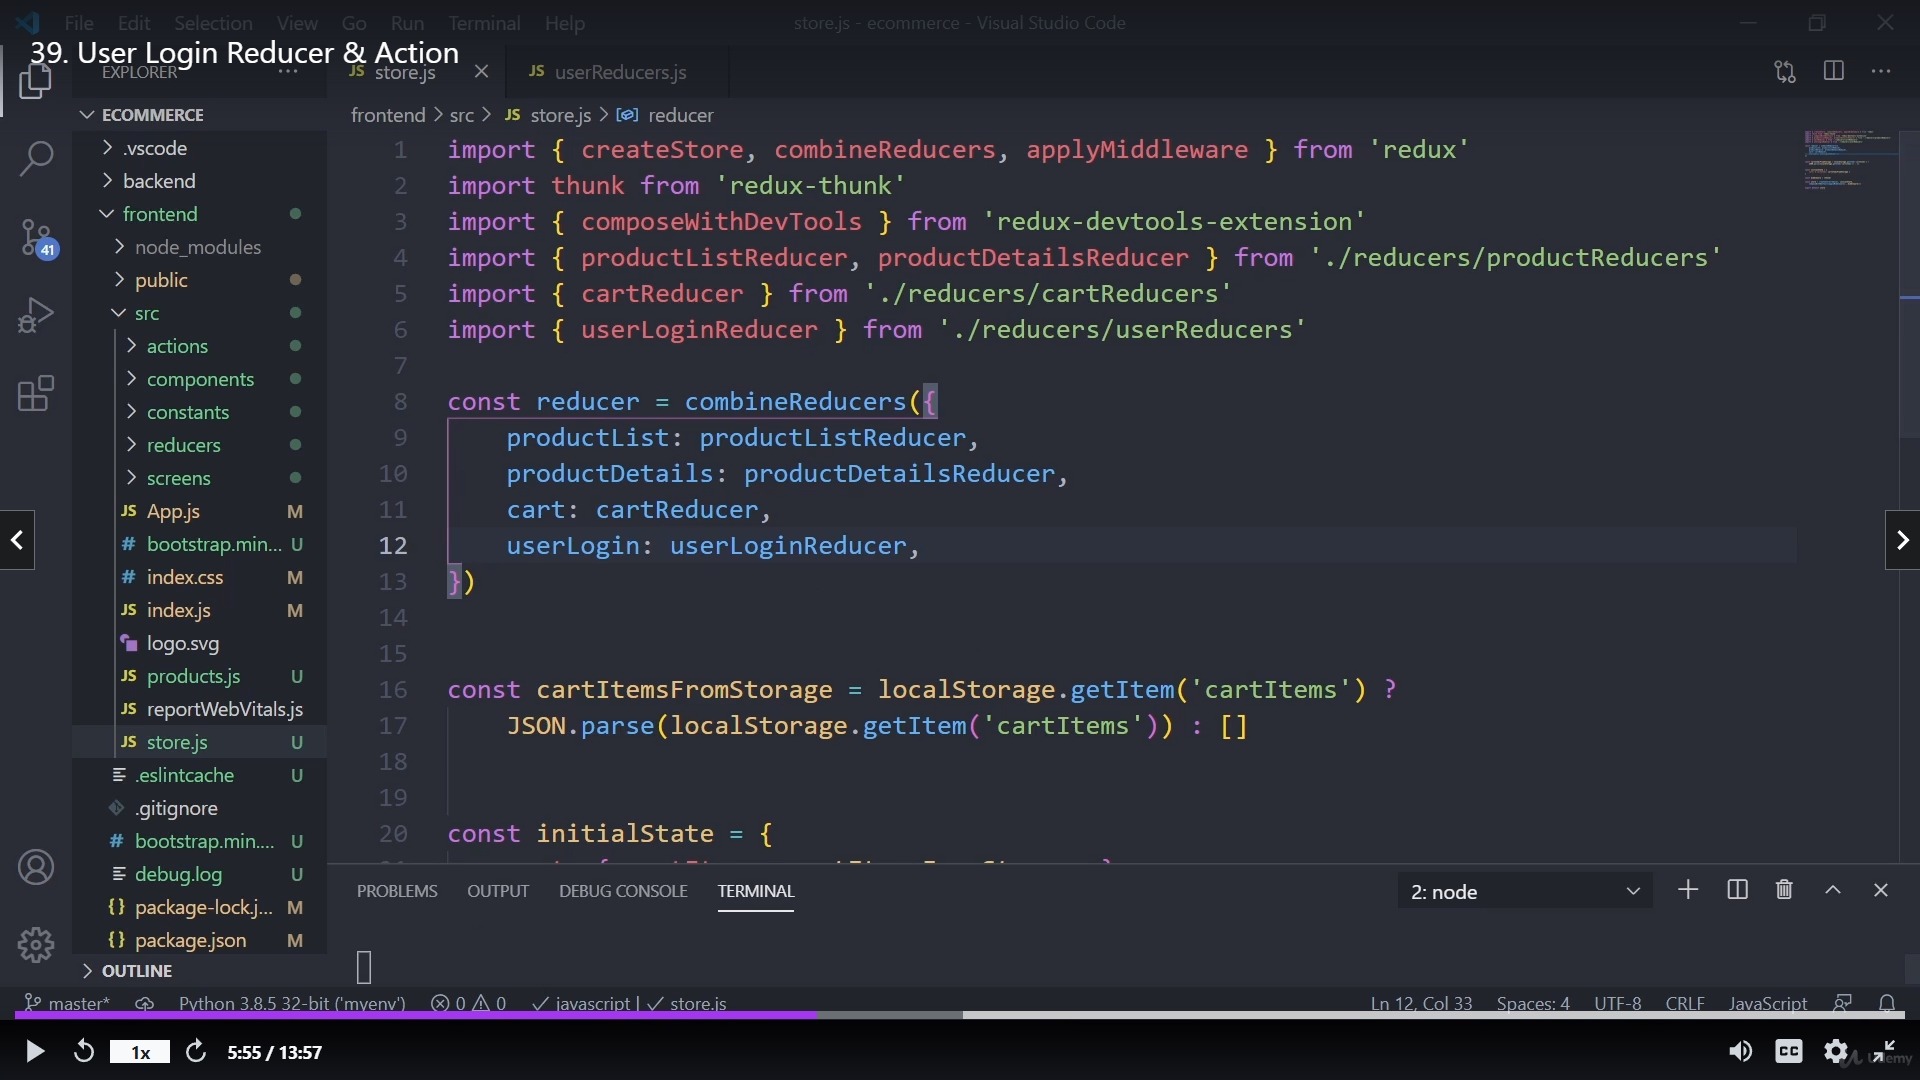 File Edit Selection View Go Run Terminal Help
store.js - ecommerce - Visual Studio Code
39. User Login Reducer & Action
EXPLORER
JS store.js
JS userReducers.js
ECOMMERCE
frontend > src > JS store.js > reducer
.vscode
backend
frontend
node_modules
public
src
actions
components
constants
reducers
screens
JS App.js M
# bootstrap.min... U
# index.css M
JS index.js M
logo.svg
JS products.js U
JS reportWebVitals.js
JS store.js U
.eslintcache U
.gitignore
# bootstrap.min.... U
debug.log U
{} package-lock.j... M
{} package.json M
OUTLINE
41
1 import { createStore, combineReducers, applyMiddleware } from 'redux'
2 import thunk from 'redux-thunk'
3 import { composeWithDevTools } from 'redux-devtools-extension'
4 import { productListReducer, productDetailsReducer } from './reducers/productReducers'
5 import { cartReducer } from './reducers/cartReducers'
6 import { userLoginReducer } from './reducers/userReducers'
7
8 const reducer = combineReducers({
9 productList: productListReducer,
10 productDetails: productDetailsReducer,
11 cart: cartReducer,
12 userLogin: userLoginReducer,
13 })
14
15
16 const cartItemsFromStorage = localStorage.getItem('cartItems') ?
17 JSON.parse(localStorage.getItem('cartItems')) : []
18
19
20 const initialState = {
PROBLEMS OUTPUT DEBUG CONSOLE TERMINAL
2: node
master* Python 3.8.5 32-bit ('myenv') 0 0 javascript | store.js
Ln 12, Col 33 Spaces: 4 UTF-8 CRLF JavaScript
1x 5:55 / 13:57
CC
Udemy